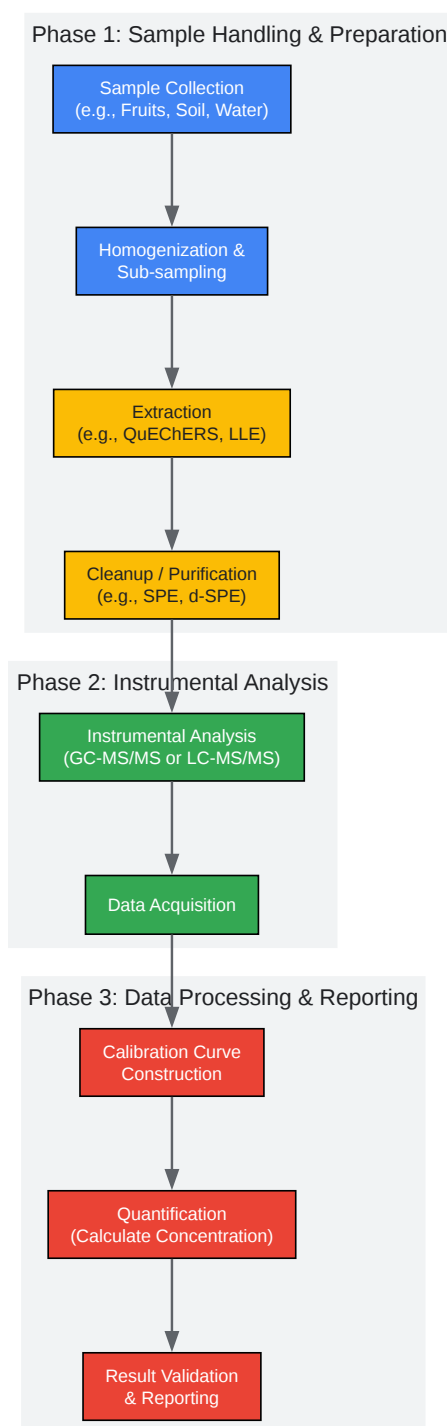 Phase 1: Sample Handling & Preparation
Sample Collection
(e.g., Fruits, Soil, Water)
Homogenization &
Sub-sampling
Extraction
(e.g., QuEChERS, LLE)
Cleanup / Purification
(e.g., SPE, d-SPE)
Phase 2: Instrumental Analysis
Instrumental Analysis
(GC-MS/MS or LC-MS/MS)
Data Acquisition
Phase 3: Data Processing & Reporting
Calibration Curve
Construction
Quantification
(Calculate Concentration)
Result Validation
& Reporting